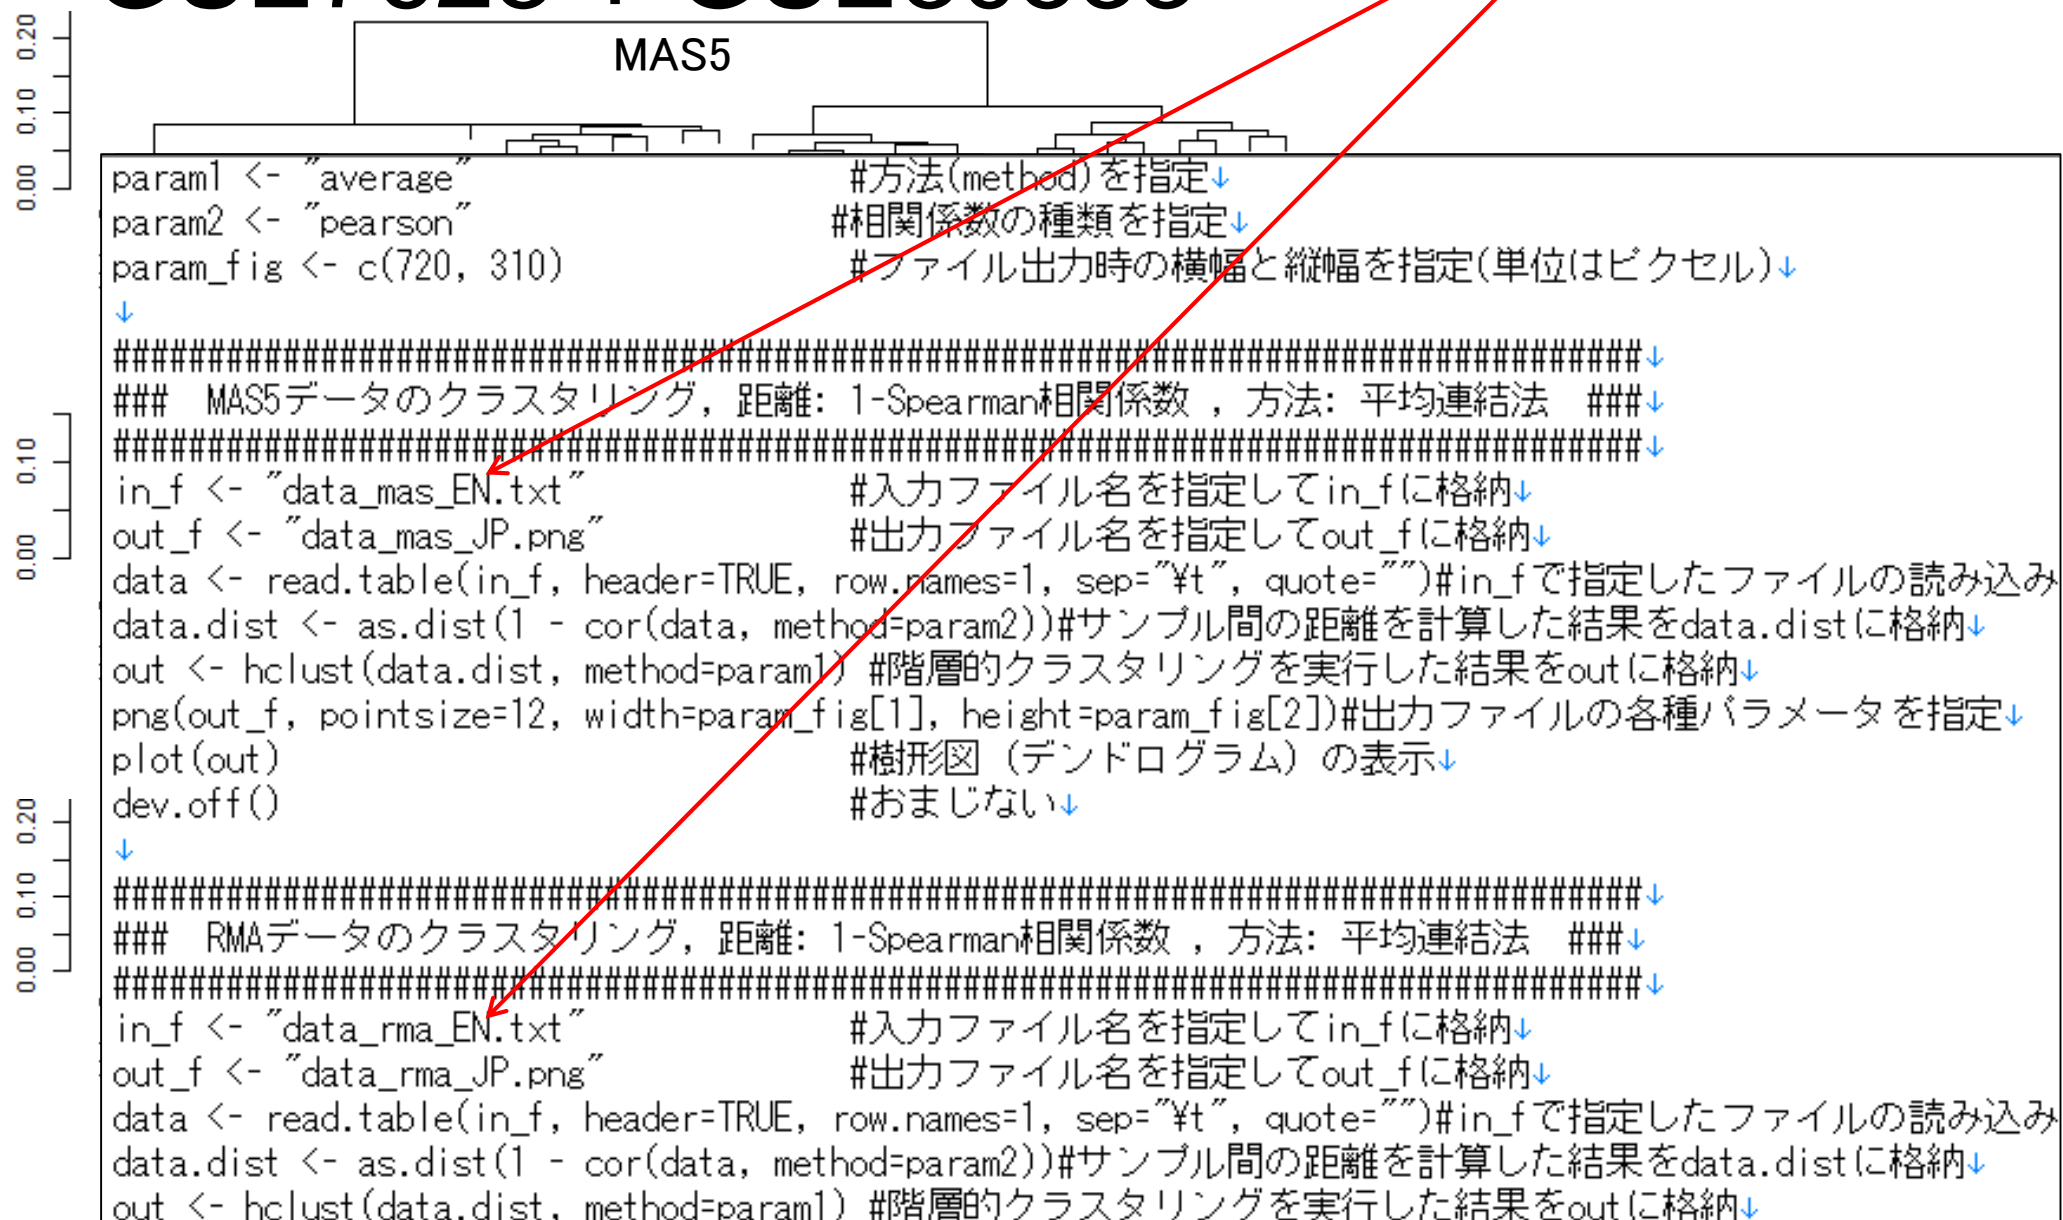 0.20
0.10
0.00
MAS5
param1 <- "average" #方法(method)を指定↓
param2 <- "pearson" #相関係数の種類を指定↓
param_fig <- c(720, 310) #ファイル出力時の横幅と縦幅を指定(単位はピクセル)↓
↓
##################################################################################↓
### MAS5データのクラスタリング, 距離: 1-Spearman相関係数 , 方法: 平均連結法 ###↓
##################################################################################↓
0.10
0.00
in_f <- "data_mas_EN.txt" #入力ファイル名を指定してin_fに格納↓
out_f <- "data_mas_JP.png" #出力ファイル名を指定してout_fに格納↓
data <- read.table(in_f, header=TRUE, row.names=1, sep="¥t", quote="")#in_fで指定したファイルの読み込み
data.dist <- as.dist(1 - cor(data, method=param2))#サンプル間の距離を計算した結果をdata.distに格納↓
out <- hclust(data.dist, method=param1) #階層的クラスタリングを実行した結果をoutに格納↓
png(out_f, pointsize=12, width=param_fig[1], height=param_fig[2])#出力ファイルの各種パラメータを指定↓
plot(out) #樹形図（デンドログラム）の表示↓
dev.off() #おまじない↓
↓
0.20
0.10
0.00
##################################################################################↓
### RMAデータのクラスタリング, 距離: 1-Spearman相関係数 , 方法: 平均連結法 ###↓
##################################################################################↓
in_f <- "data_rma_EN.txt" #入力ファイル名を指定してin_fに格納↓
out_f <- "data_rma_JP.png" #出力ファイル名を指定してout_fに格納↓
data <- read.table(in_f, header=TRUE, row.names=1, sep="¥t", quote="")#in_fで指定したファイルの読み込み
data.dist <- as.dist(1 - cor(data, method=param2))#サンプル間の距離を計算した結果をdata.distに格納↓
out <- hclust(data.dist, method=param1) #階層的クラスタリングを実行した結果をoutに格納↓